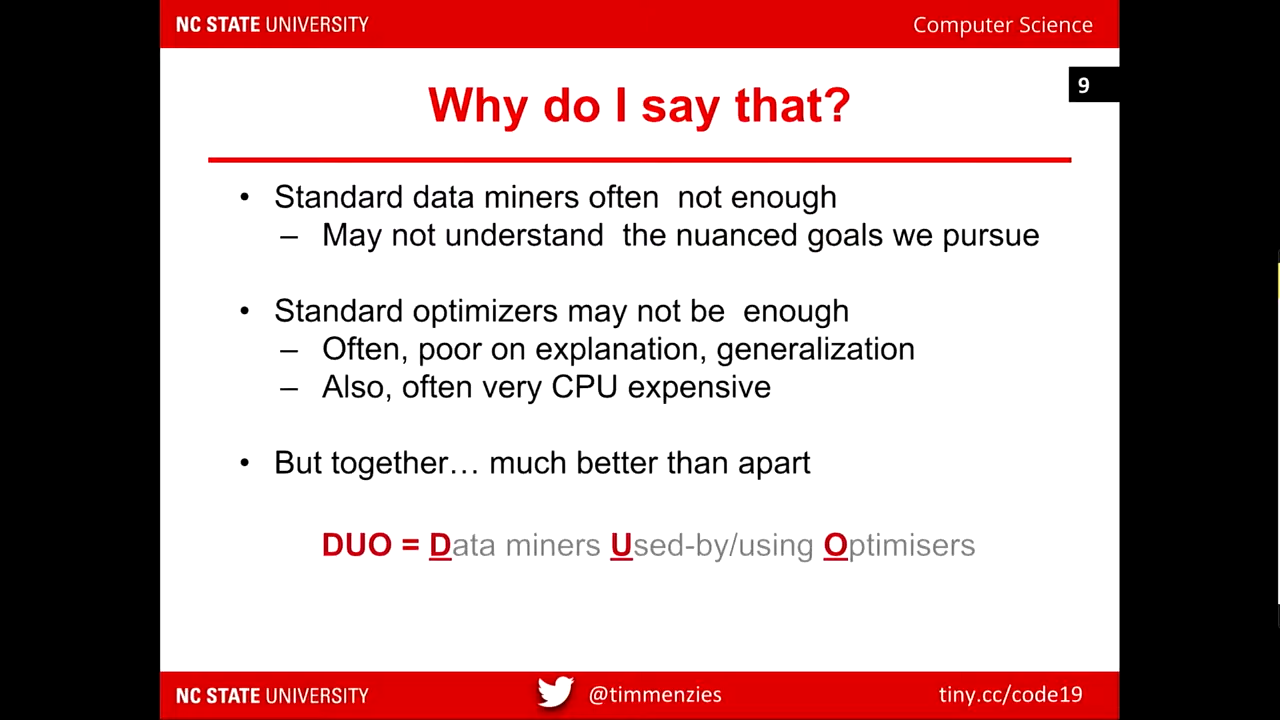 NC STATE UNIVERSITY
Computer Science
9
Why do I say that?
• Standard data miners often not enough
– May not understand the nuanced goals we pursue
• Standard optimizers may not be enough
– Often, poor on explanation, generalization
– Also, often very CPU expensive
• But together… much better than apart
DUO = Data miners Used-by/using Optimisers
NC STATE UNIVERSITY
@timmenzies
tiny.cc/code19